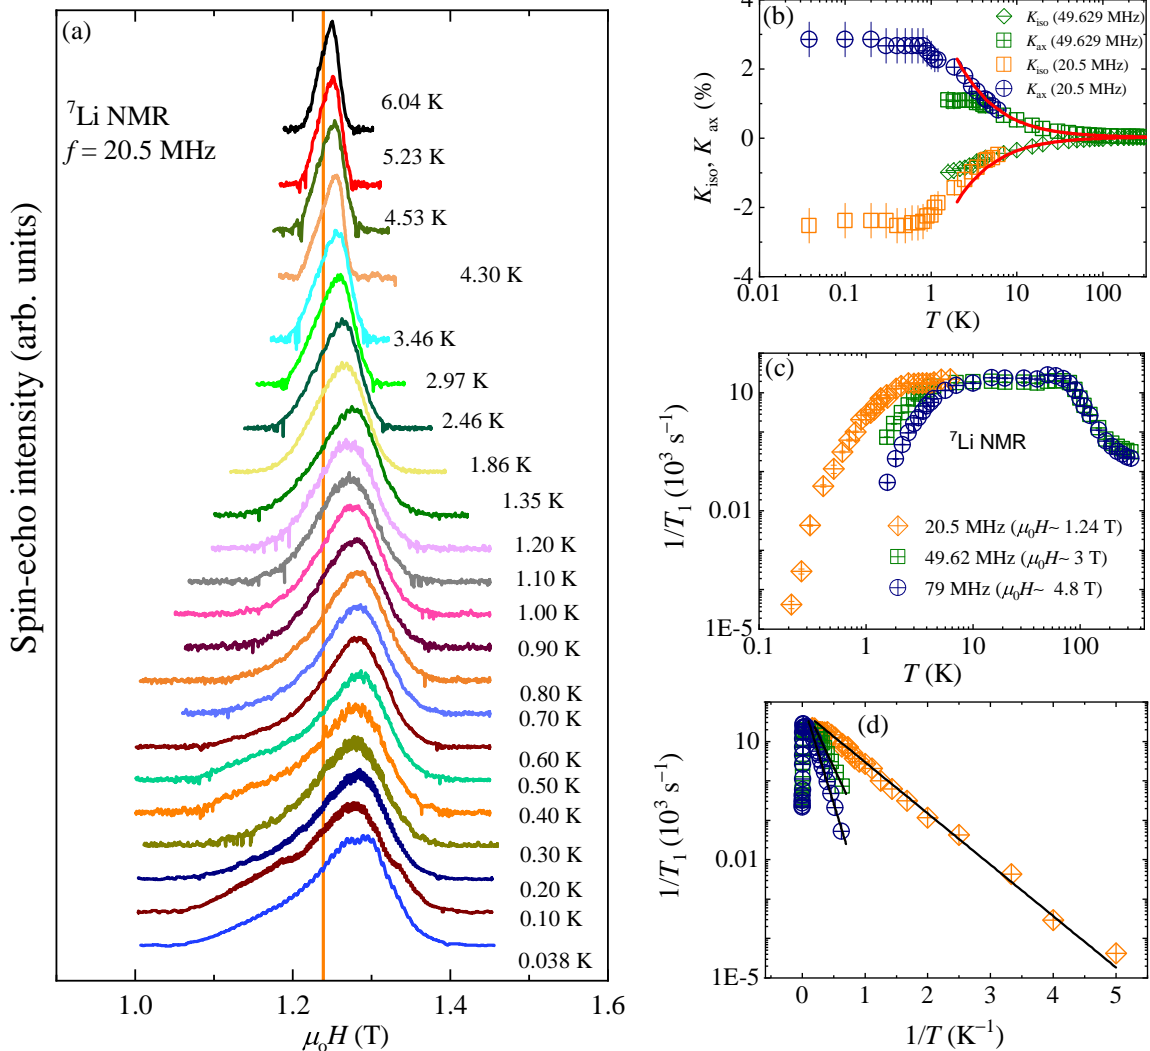 (a)
⁷Li NMR
f = 20.5 MHz
6.04 K
5.23 K
4.53 K
4.30 K
3.46 K
2.97 K
2.46 K
1.86 K
1.35 K
1.20 K
1.10 K
1.00 K
0.90 K
0.80 K
0.70 K
0.60 K
0.50 K
0.40 K
0.30 K
0.20 K
0.10 K
0.038 K
Spin-echo intensity (arb. units)
1.0 1.2 1.4 1.6
μₒH (T)
(b)
K_iso (49.629 MHz)
K_ax (49.629 MHz)
K_iso (20.5 MHz)
K_ax (20.5 MHz)
4
2
0
-2
-4
K_iso, K_ax (%)
0.01 0.1 1 10 100
T (K)
(c)
⁷Li NMR
20.5 MHz (μ₀H~ 1.24 T)
49.62 MHz (μ₀H~ 3 T)
79 MHz (μ₀H~ 4.8 T)
10
0.01
1E-5
1/T₁ (10³ s⁻¹)
0.1 1 10 100
T (K)
(d)
10
0.01
1E-5
1/T₁ (10³ s⁻¹)
0 1 2 3 4 5
1/T (K⁻¹)